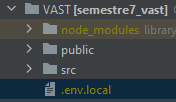 VAST [semestre7_vast]
node_modules library
public
src
.env.local